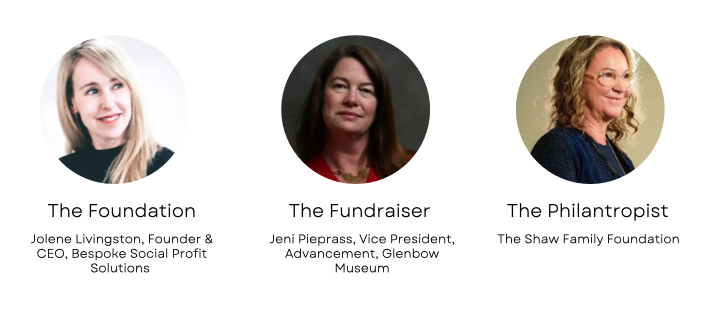 The Foundation
Jolene Livingston, Founder &
CEO, Bespoke Social Profit
Solutions
The Fundraiser
Jeni Pieprass, Vice President,
Advancement, Glenbow
Museum
The Philantropist
The Shaw Family Foundation